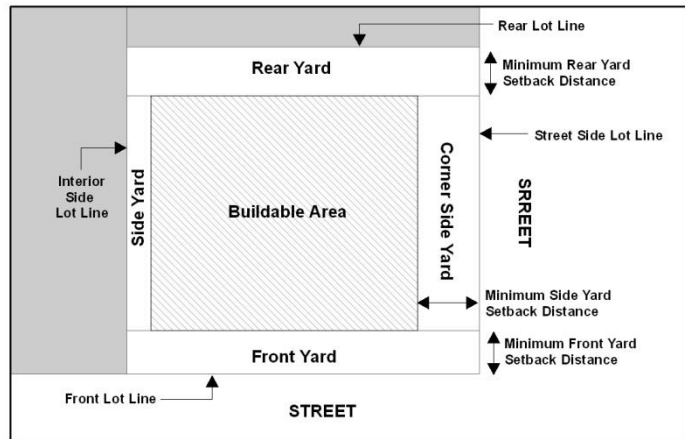 Rear Lot Line
Rear Yard
Minimum Rear Yard
Setback Distance
Street Side Lot Line
Interior
Side
Lot Line
Side Yard
Buildable Area
Corner Side Yard
SRREET
Minimum Side Yard
Setback Distance
Front Yard
Minimum Front Yard
Setback Distance
Front Lot Line
STREET